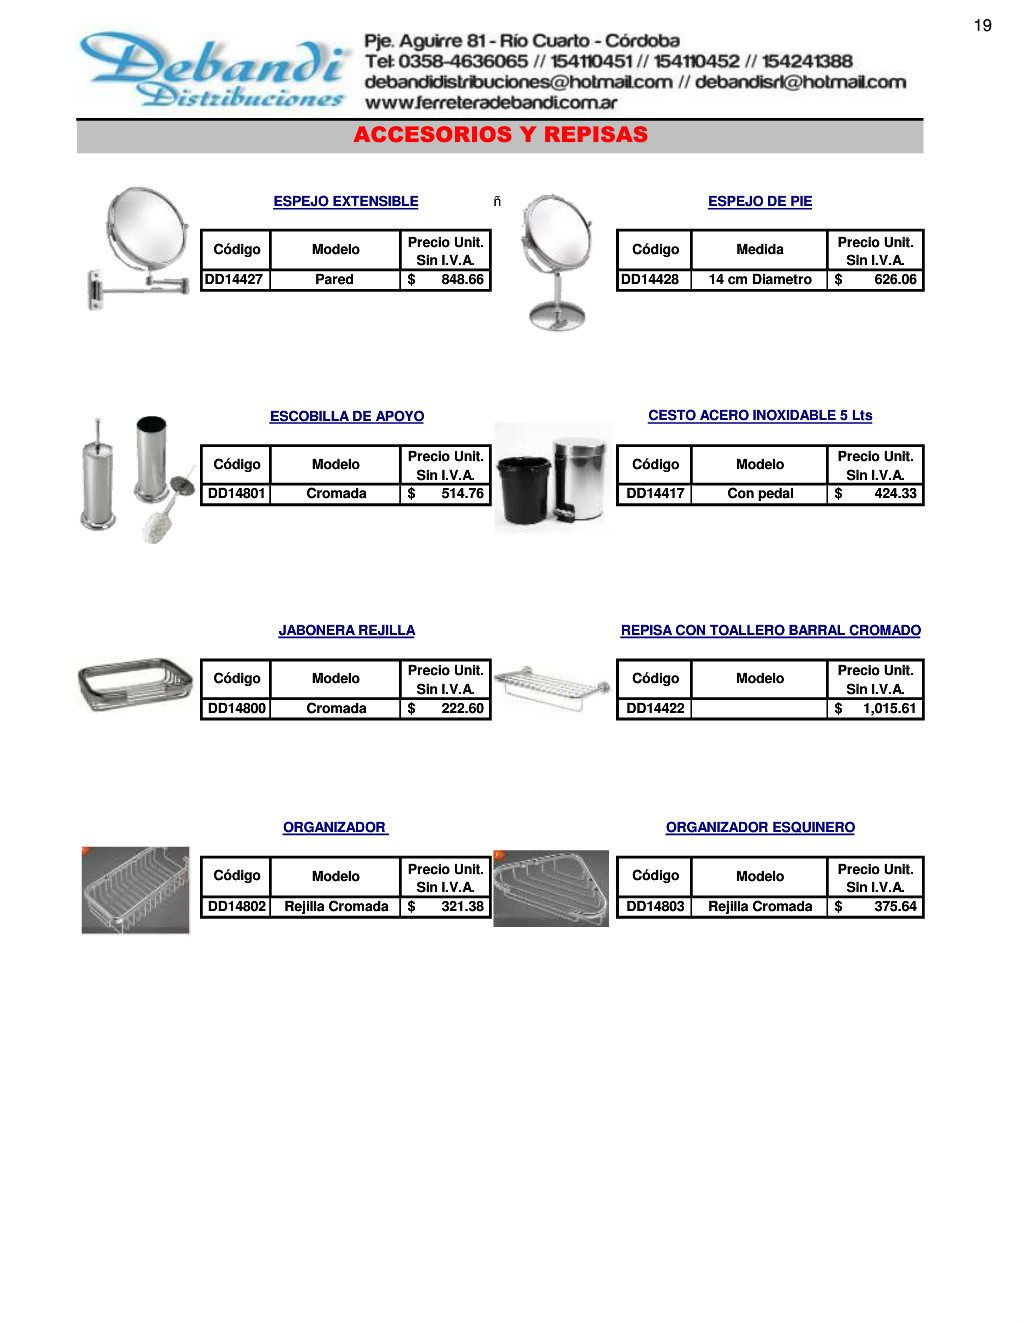 19
Debandi
Distribuciones
Pje. Aguirre 81 - Río Cuarto - Córdoba
Tel: 0358-4636065 // 154110451 // 154110452 // 154241388
debandidistribuciones@hotmail.com // debandisrl@hotmail.com
www.ferreteradebandi.com.ar
ACCESORIOS Y REPISAS
ESPEJO EXTENSIBLE
Código Modelo Precio Unit. Sin I.V.A.
DD14427 Pared $ 848.66
ñ
ESPEJO DE PIE
Código Medida Precio Unit. Sin I.V.A.
DD14428 14 cm Diametro $ 626.06
ESCOBILLA DE APOYO
Código Modelo Precio Unit. Sin I.V.A.
DD14801 Cromada $ 514.76
CESTO ACERO INOXIDABLE 5 Lts
Código Modelo Precio Unit. Sin I.V.A.
DD14417 Con pedal $ 424.33
JABONERA REJILLA
Código Modelo Precio Unit. Sin I.V.A.
DD14800 Cromada $ 222.60
REPISA CON TOALLERO BARRAL CROMADO
Código Modelo Precio Unit. Sin I.V.A.
DD14422 $ 1,015.61
ORGANIZADOR
Código Modelo Precio Unit. Sin I.V.A.
DD14802 Rejilla Cromada $ 321.38
ORGANIZADOR ESQUINERO
Código Modelo Precio Unit. Sin I.V.A.
DD14803 Rejilla Cromada $ 375.64